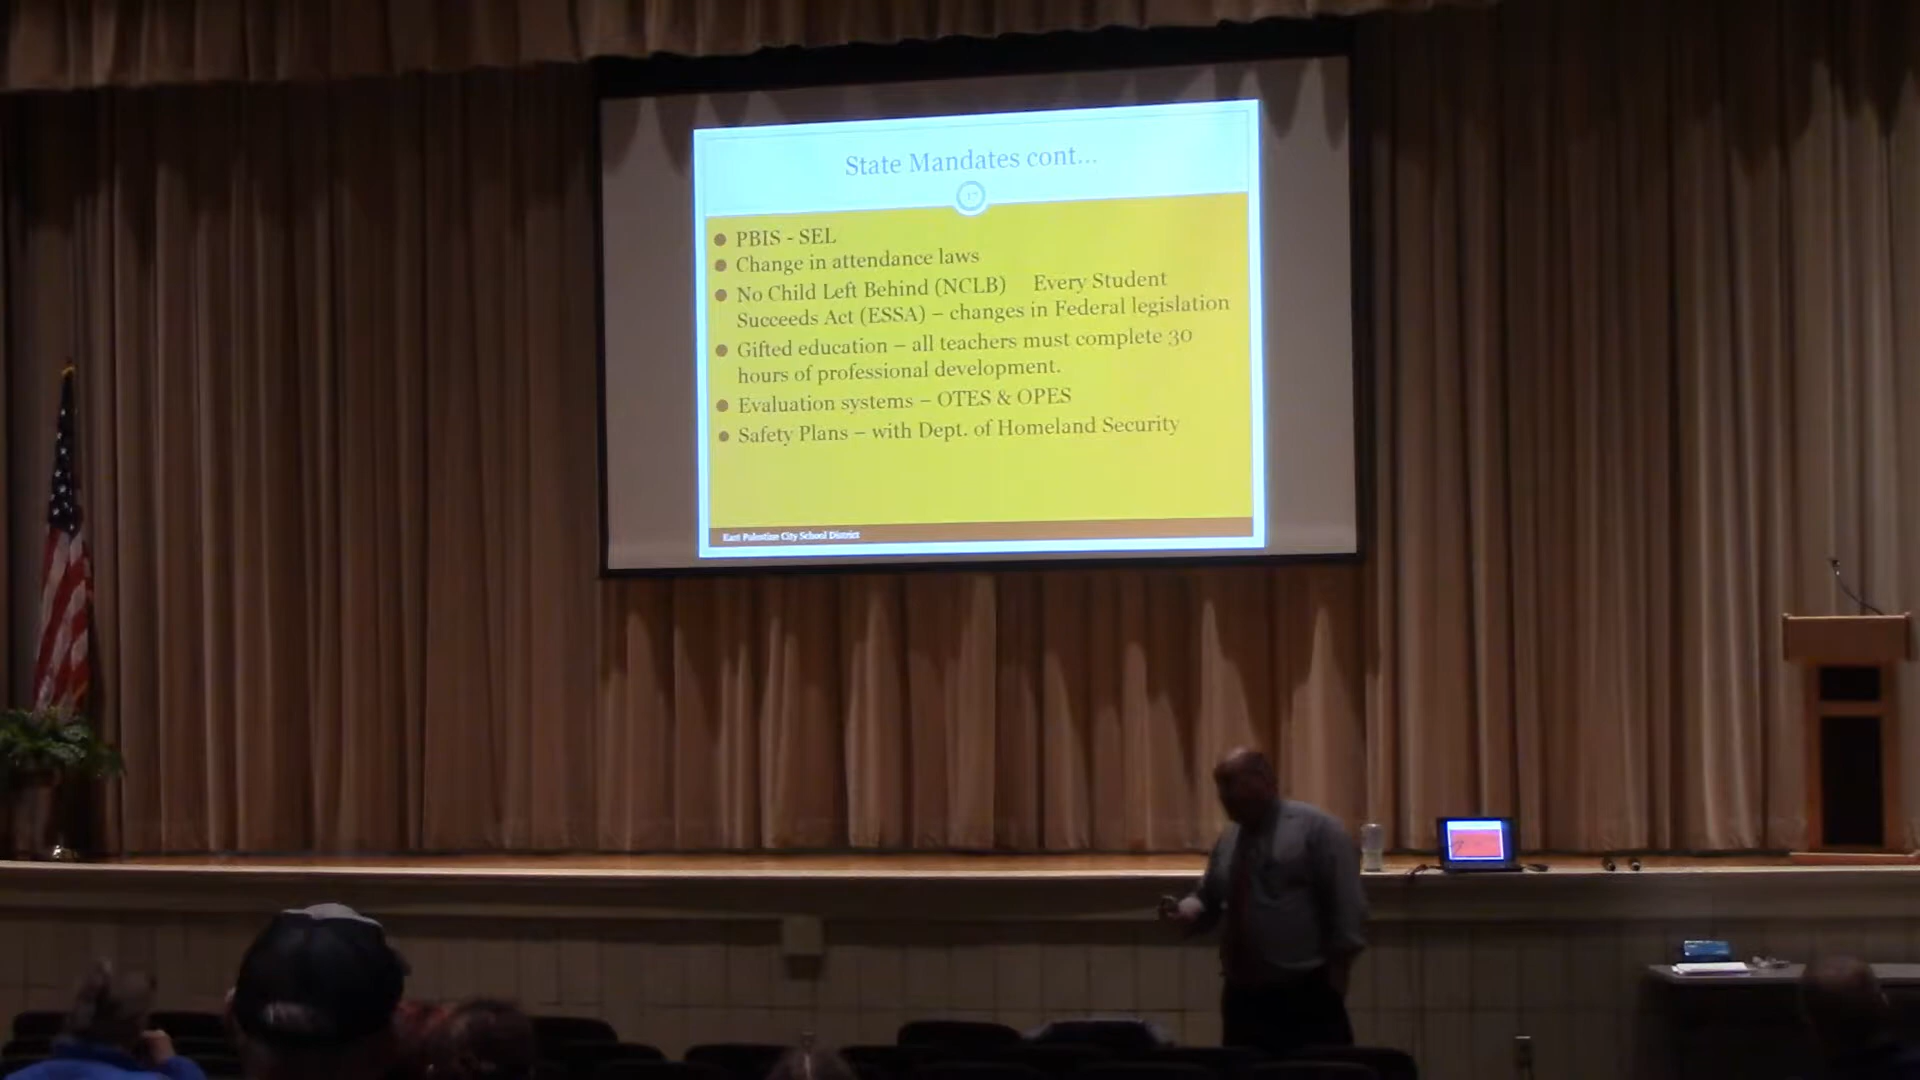 State Mandates cont...
17
PBIS - SEL
Change in attendance laws
No Child Left Behind (NCLB) Every Student
Succeeds Act (ESSA) – changes in Federal legislation
Gifted education – all teachers must complete 30
hours of professional development.
Evaluation systems – OTES & OPES
Safety Plans – with Dept. of Homeland Security
East Palestine City School District